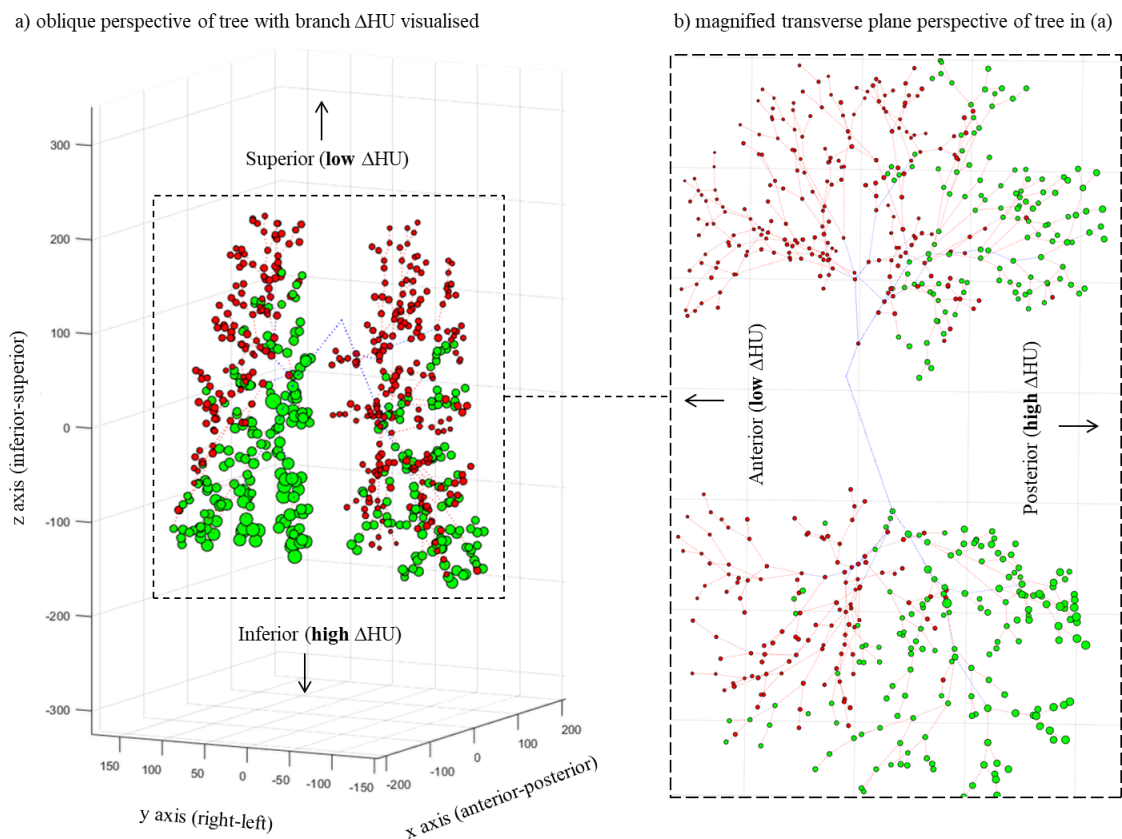 a) oblique perspective of tree with branch ΔHU visualised
b) magnified transverse plane perspective of tree in (a)
Superior (low ΔHU)
300
200
100
0
-100
-200
-300
z axis (inferior-superior)
Inferior (high ΔHU)
150
100
50
0
-50
-100
-150
-200
-100
0
100
200
y axis (right-left)
x axis (anterior-posterior)
Anterior (low ΔHU)
Posterior (high ΔHU)